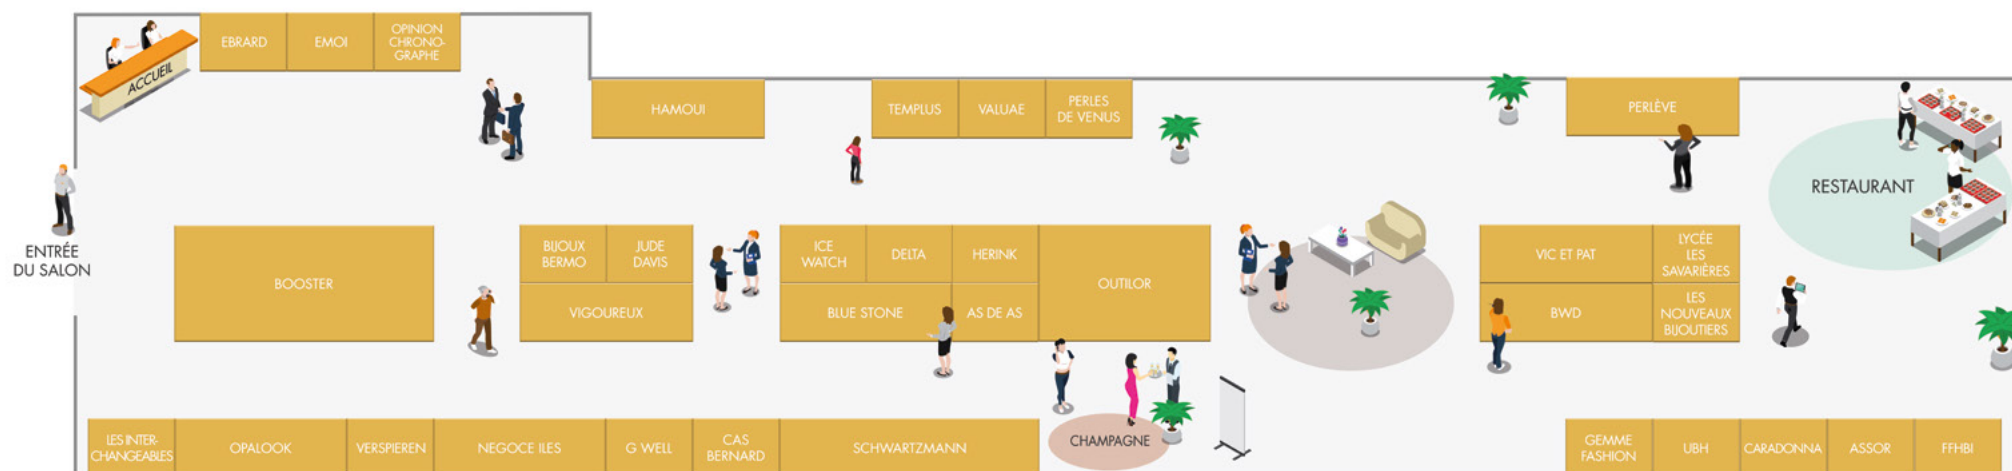 ACCUEIL
EBRARD
EMOI
OPINION
CHRONO-
GRAPHE
HAMOUI
TEMPLUS
VALUAE
PERLES
DE VENUS
PERLÈVE
RESTAURANT
ENTRÉE
DU SALON
BOOSTER
BIJOUX
BERMO
JUDE
DAVIS
VIGOUREUX
ICE
WATCH
DELTA
HERINK
BLUE STONE
AS DE AS
OUTILOR
VIC ET PAT
LYCÉE
LES
SAVARIÈRES
BWD
LES
NOUVEAUX
BIJOUTIERS
LES INTER-
CHANGEABLES
OPALOOK
VERSPIEREN
NEGOCE ILES
G WELL
CAS
BERNARD
SCHWARTZMANN
CHAMPAGNE
GEMME
FASHION
UBH
CARADONNA
ASSOR
FFHBI